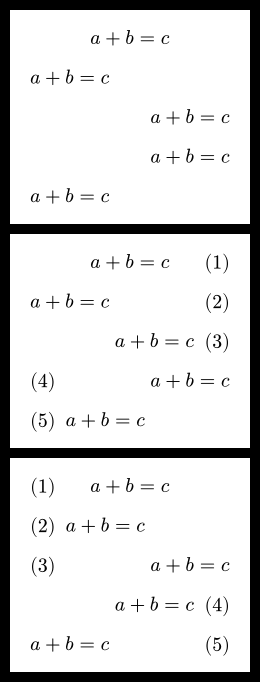 a + b = c
a + b = c
a + b = c
a + b = c
a + b = c
a + b = c (1)
a + b = c (2)
a + b = c (3)
(4) a + b = c
(5) a + b = c
(1) a + b = c
(2) a + b = c
(3) a + b = c
a + b = c (4)
a + b = c (5)